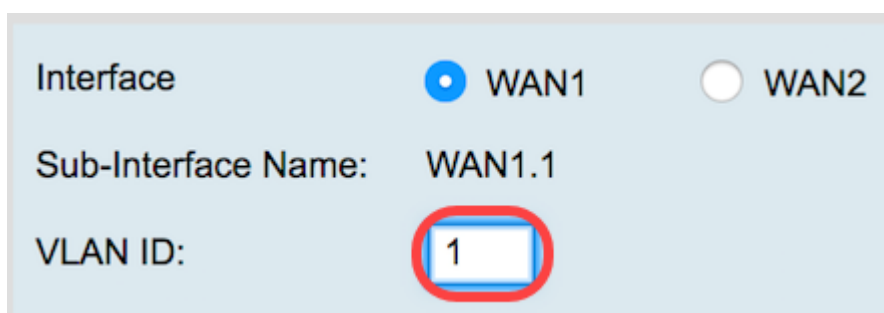 Interface WAN1 WAN2
Sub-Interface Name: WAN1.1
VLAN ID: 1